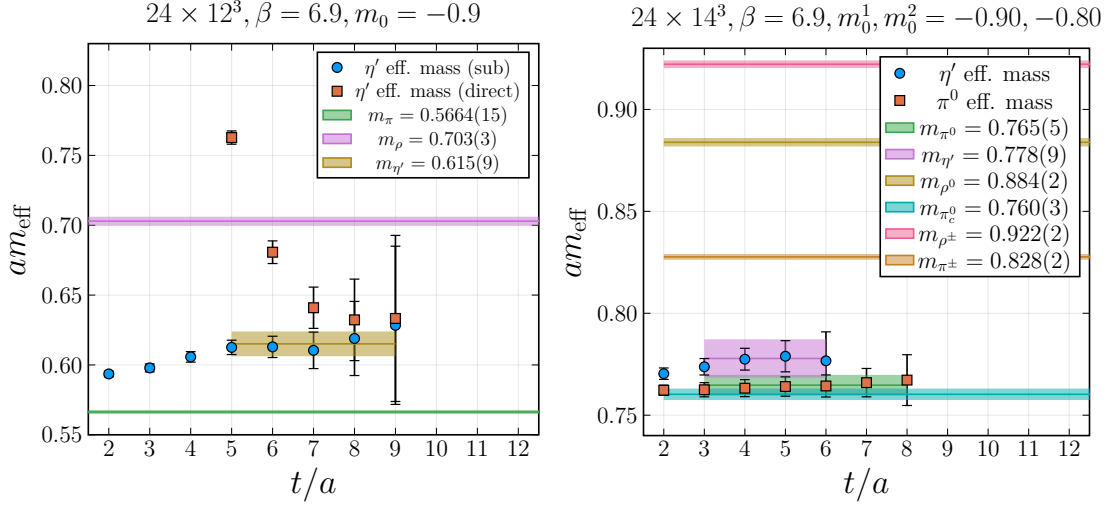 24 × 12³, β = 6.9, m₀ = −0.9
am_eff
0.80
0.75
0.70
0.65
0.60
0.55
η′ eff. mass (sub)
η′ eff. mass (direct)
m_π = 0.5664(15)
m_ρ = 0.703(3)
m_η′ = 0.615(9)
2 3 4 5 6 7 8 9 10 11 12
t/a
24 × 14³, β = 6.9, m₀¹, m₀² = −0.90, −0.80
am_eff
0.90
0.85
0.80
0.75
η′ eff. mass
π⁰ eff. mass
m_π⁰ = 0.765(5)
m_η′ = 0.778(9)
m_ρ⁰ = 0.884(2)
m_π_c⁰ = 0.760(3)
m_ρ± = 0.922(2)
m_π± = 0.828(2)
2 3 4 5 6 7 8 9 10 11 12
t/a